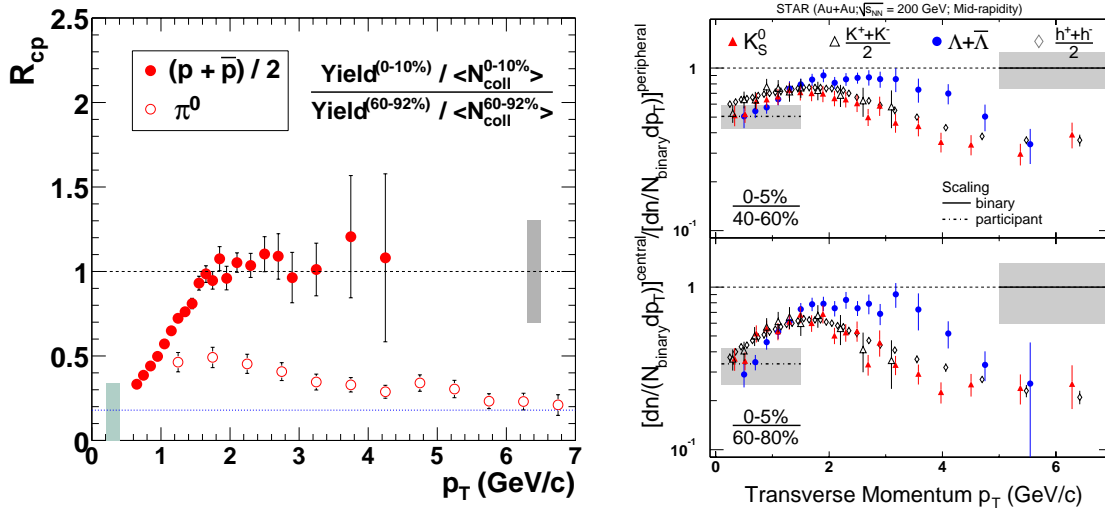 R_cp
2.5
2
1.5
1
0.5
0
(p + p̅) / 2
π⁰
Yield^(0-10%) / <N_coll^0-10%>
Yield^(60-92%) / <N_coll^60-92%>
0 1 2 3 4 5 6 7
p_T (GeV/c)
STAR (Au+Au;√s_NN = 200 GeV; Mid-rapidity)
K_S^0
K⁺+K⁻
2
Λ+Λ̅
h⁺+h⁻
2
[dn/(N_binary dp_T)]^central/[dn/N_binary dp_T)]^peripheral
1
10⁻¹
0-5%
40-60%
Scaling
binary
participant
1
10⁻¹
0-5%
60-80%
0 2 4 6
Transverse Momentum p_T (GeV/c)